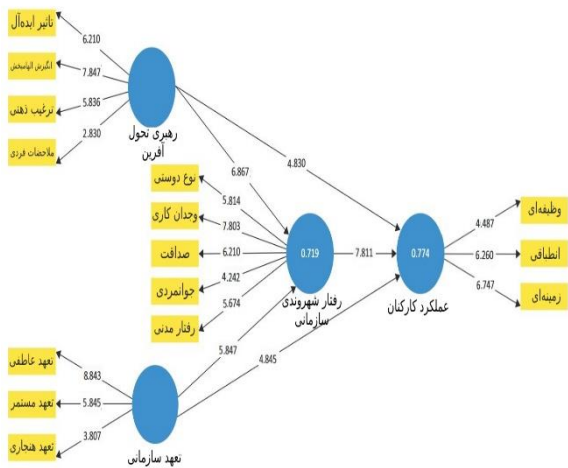 تاثیر ایده‌آل
6.210
انگیزش الهامبخش
7.847
ترغیب ذهنی
5.836
ملاحضات فردی
2.830
رهبری تحول
آفرین
6.867
4.830
نوع دوستی
5.814
وجدان کاری
7.803
صداقت
6.210
جوانمردی
4.242
رفتار مدنی
5.674
0.719
رفتار شهروندی
سازمانی
7.811
0.774
عملکرد کارکنان
وظیفه‌ای
4.487
انطباقی
6.260
زمینه‌ای
6.747
5.847
4.845
تعهد عاطفی
8.843
تعهد مستمر
5.845
تعهد هنجاری
3.807
تعهد سازمانی